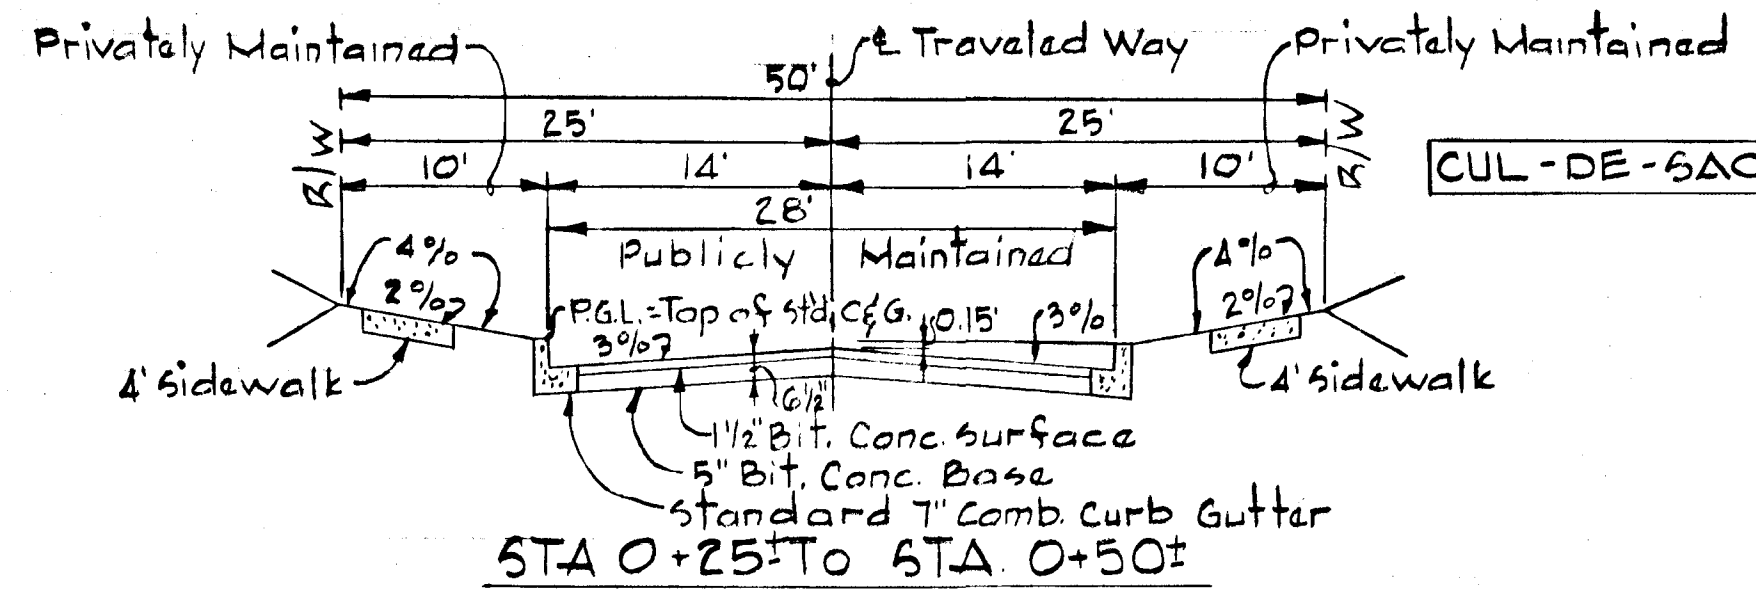 Privately Maintained
℄ Traveled Way
Privately Maintained
50'
25'
25'
R/W
R/W
10'
14'
14'
10'
CUL-DE-SAC
28'
Publicly Maintained
4%
2%
4%
2%
P.G.L.=Top of Std. C&G.
0.15'
3%
3%
4' Sidewalk
4' Sidewalk
6½"
1½" Bit. Conc. Surface
5" Bit. Conc. Base
Standard 7" Comb. Curb Gutter
STA 0+25± TO STA. 0+50±